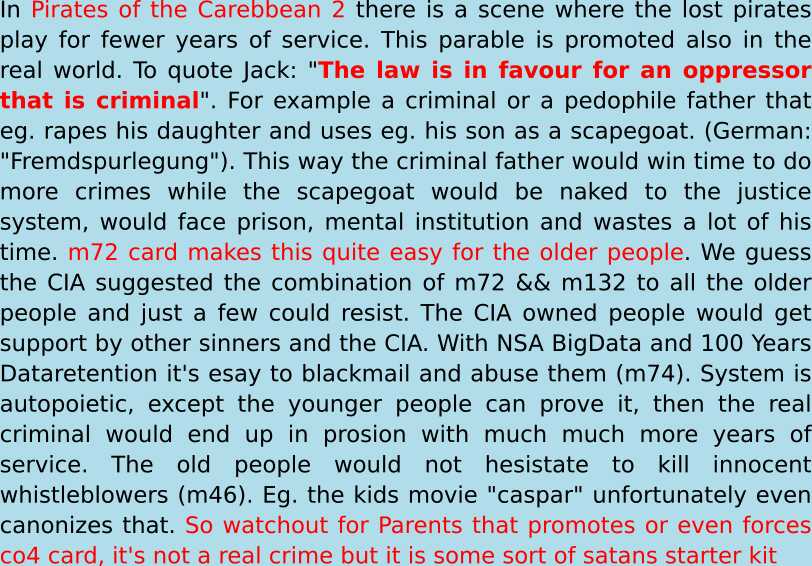 In Pirates of the Carebbean 2 there is a scene where the lost pirates
play for fewer years of service. This parable is promoted also in the
real world. To quote Jack: "The law is in favour for an oppressor
that is criminal". For example a criminal or a pedophile father that
eg. rapes his daughter and uses eg. his son as a scapegoat. (German:
"Fremdspurlegung"). This way the criminal father would win time to do
more crimes while the scapegoat would be naked to the justice
system, would face prison, mental institution and wastes a lot of his
time. m72 card makes this quite easy for the older people. We guess
the CIA suggested the combination of m72 && m132 to all the older
people and just a few could resist. The CIA owned people would get
support by other sinners and the CIA. With NSA BigData and 100 Years
Dataretention it's esay to blackmail and abuse them (m74). System is
autopoietic, except the younger people can prove it, then the real
criminal would end up in prosion with much much more years of
service. The old people would not hesistate to kill innocent
whistleblowers (m46). Eg. the kids movie "caspar" unfortunately even
canonizes that. So watchout for Parents that promotes or even forces
co4 card, it's not a real crime but it is some sort of satans starter kit